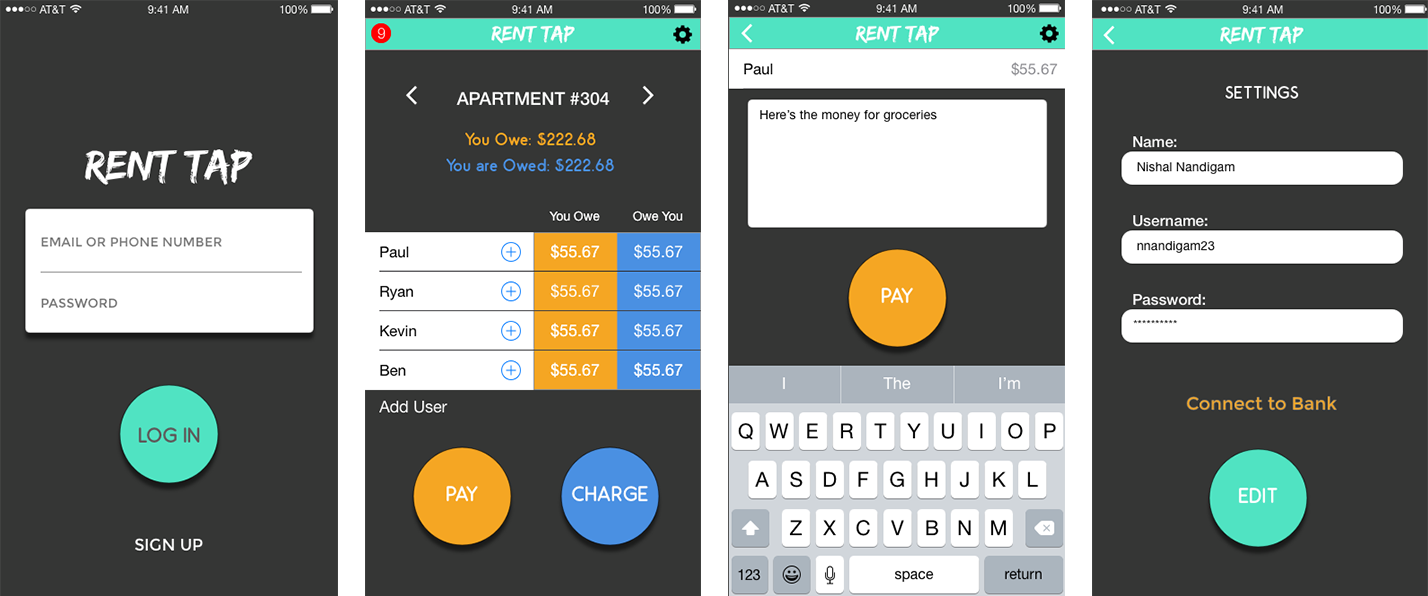 AT&T 9:41 AM 100%
RENT TAP
EMAIL OR PHONE NUMBER
PASSWORD
LOG IN
SIGN UP
AT&T 9:41 AM 100%
9 RENT TAP
APARTMENT #304
You Owe: $222.68
You are Owed: $222.68
You Owe Owe You
Paul $55.67 $55.67
Ryan $55.67 $55.67
Kevin $55.67 $55.67
Ben $55.67 $55.67
Add User
PAY CHARGE
AT&T 9:41 AM 100%
RENT TAP
Paul $55.67
Here's the money for groceries
PAY
I The I'm
Q W E R T Y U I O P
A S D F G H J K L
Z X C V B N M
123 space return
AT&T 9:41 AM 100%
RENT TAP
SETTINGS
Name:
Nishal Nandigam
Username:
nnandigam23
Password:
**********
Connect to Bank
EDIT